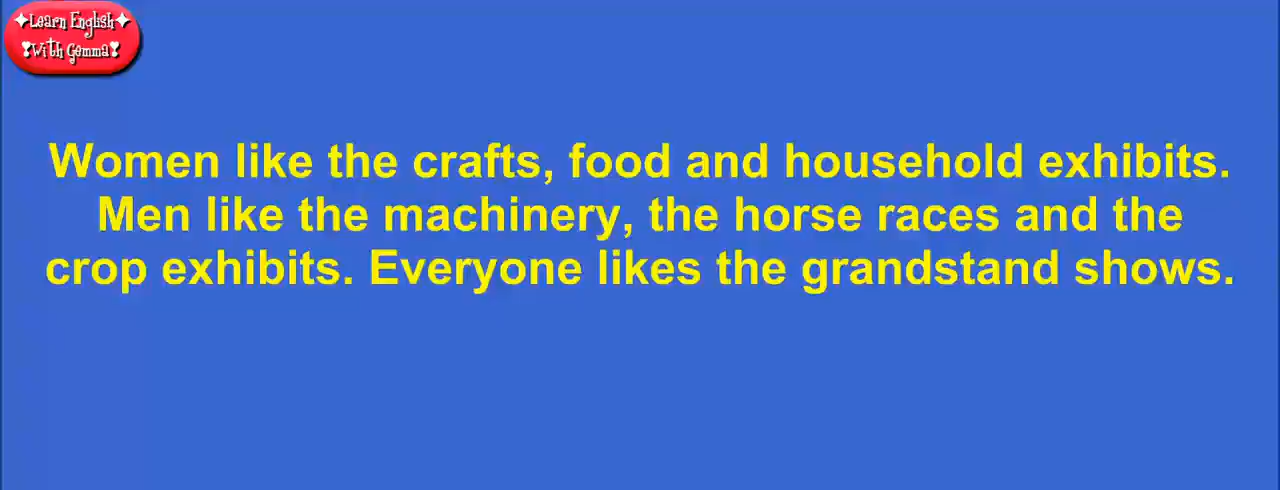 ✦Learn English✦
❣With Gemma❣
Women like the crafts, food and household exhibits.
Men like the machinery, the horse races and the
crop exhibits. Everyone likes the grandstand shows.